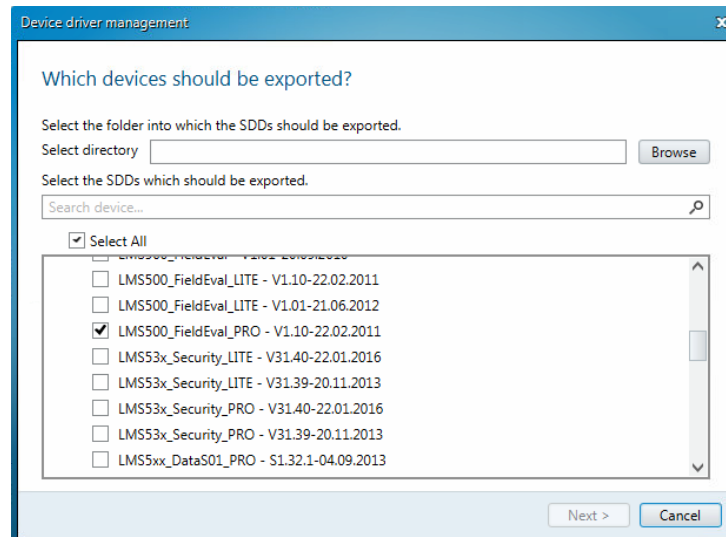 Device driver management
Which devices should be exported?
Select the folder into which the SDDs should be exported.
Select directory
Browse
Select the SDDs which should be exported.
Search device...
Select All
LMS500_FieldEval_LITE - V1.10-22.02.2011
LMS500_FieldEval_LITE - V1.01-21.06.2012
LMS500_FieldEval_PRO - V1.10-22.02.2011
LMS53x_Security_LITE - V31.40-22.01.2016
LMS53x_Security_LITE - V31.39-20.11.2013
LMS53x_Security_PRO - V31.40-22.01.2016
LMS53x_Security_PRO - V31.39-20.11.2013
LMS5xx_DataS01_PRO - S1.32.1-04.09.2013
Next >
Cancel